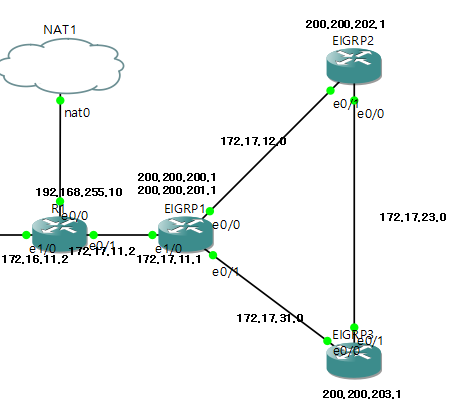 200,200,202,1
NAT1
EIGRP2
e0/1
e0/0
nat0
172,17,12,0
200,200,200,1
200,200,201,1
192,168,255,10
R1
e0/0
EIGRP1
172,17,23,0
e0/0
e1/0
e0/1
e1/0
172,16,11,2
172,17,11,2
172,17,11,1
e0/1
172,17,31,0
EIGRP3
e0/1
e0/0
200,200,203,1